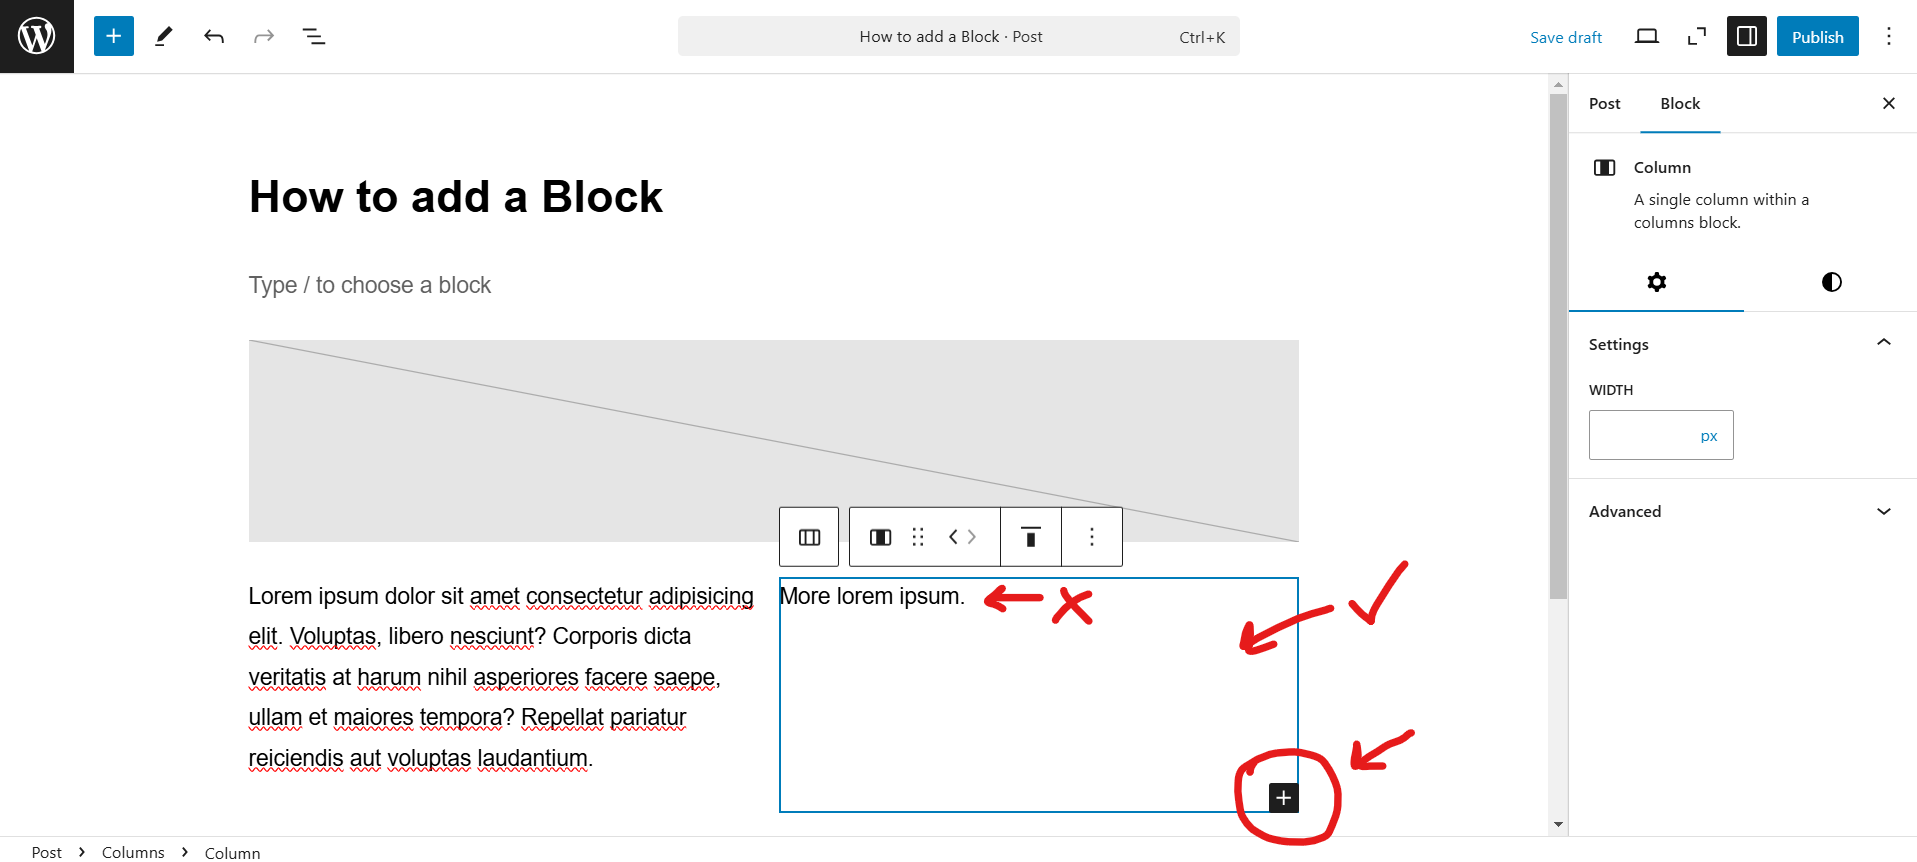 How to add a Block · Post
Ctrl+K
Save draft
Publish
Post
Block
Column
A single column within a
columns block.
Settings
WIDTH
px
Advanced
How to add a Block
Type / to choose a block
Lorem ipsum dolor sit amet consectetur adipisicing
elit. Voluptas, libero nesciunt? Corporis dicta
veritatis at harum nihil asperiores facere saepe,
ullam et maiores tempora? Repellat pariatur
reiciendis aut voluptas laudantium.
More lorem ipsum.
Post > Columns > Column